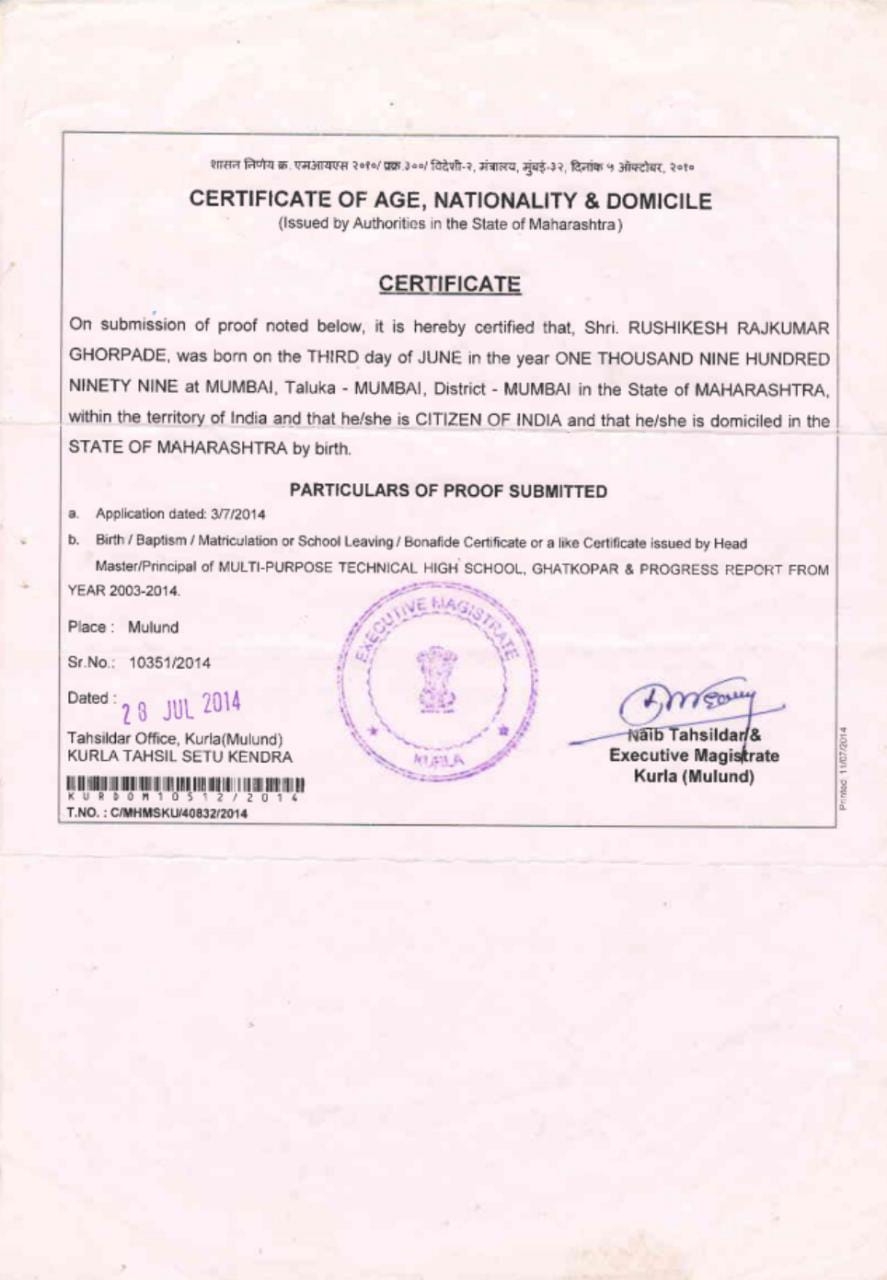 शासन निर्णय क्र. एमआयएस २०१०/ प्रक्र.३००/ विदेशी-२, मंत्रालय, मुंबई-३२, दिनांक ५ ऑक्टोबर, २०१०
CERTIFICATE OF AGE, NATIONALITY & DOMICILE
(Issued by Authorities in the State of Maharashtra)
CERTIFICATE
On submission of proof noted below, it is hereby certified that, Shri. RUSHIKESH RAJKUMAR
GHORPADE, was born on the THIRD day of JUNE in the year ONE THOUSAND NINE HUNDRED
NINETY NINE at MUMBAI, Taluka - MUMBAI, District - MUMBAI in the State of MAHARASHTRA,
within the territory of India and that he/she is CITIZEN OF INDIA and that he/she is domiciled in the
STATE OF MAHARASHTRA by birth.
PARTICULARS OF PROOF SUBMITTED
a. Application dated: 3/7/2014
b. Birth / Baptism / Matriculation or School Leaving / Bonafide Certificate or a like Certificate issued by Head
Master/Principal of MULTI-PURPOSE TECHNICAL HIGH SCHOOL, GHATKOPAR & PROGRESS REPORT FROM
YEAR 2003-2014.
Place : Mulund
Sr.No.: 10351/2014
Dated : 28 JUL 2014
Tahsildar Office, Kurla(Mulund)
KURLA TAHSIL SETU KENDRA
KURDOM10512/2014
T.NO. : C/MHMSKU/40832/2014
EXECUTIVE MAGISTRATE
KURLA
Naib Tahsildar &
Executive Magistrate
Kurla (Mulund)
Printed: 11/07/2014